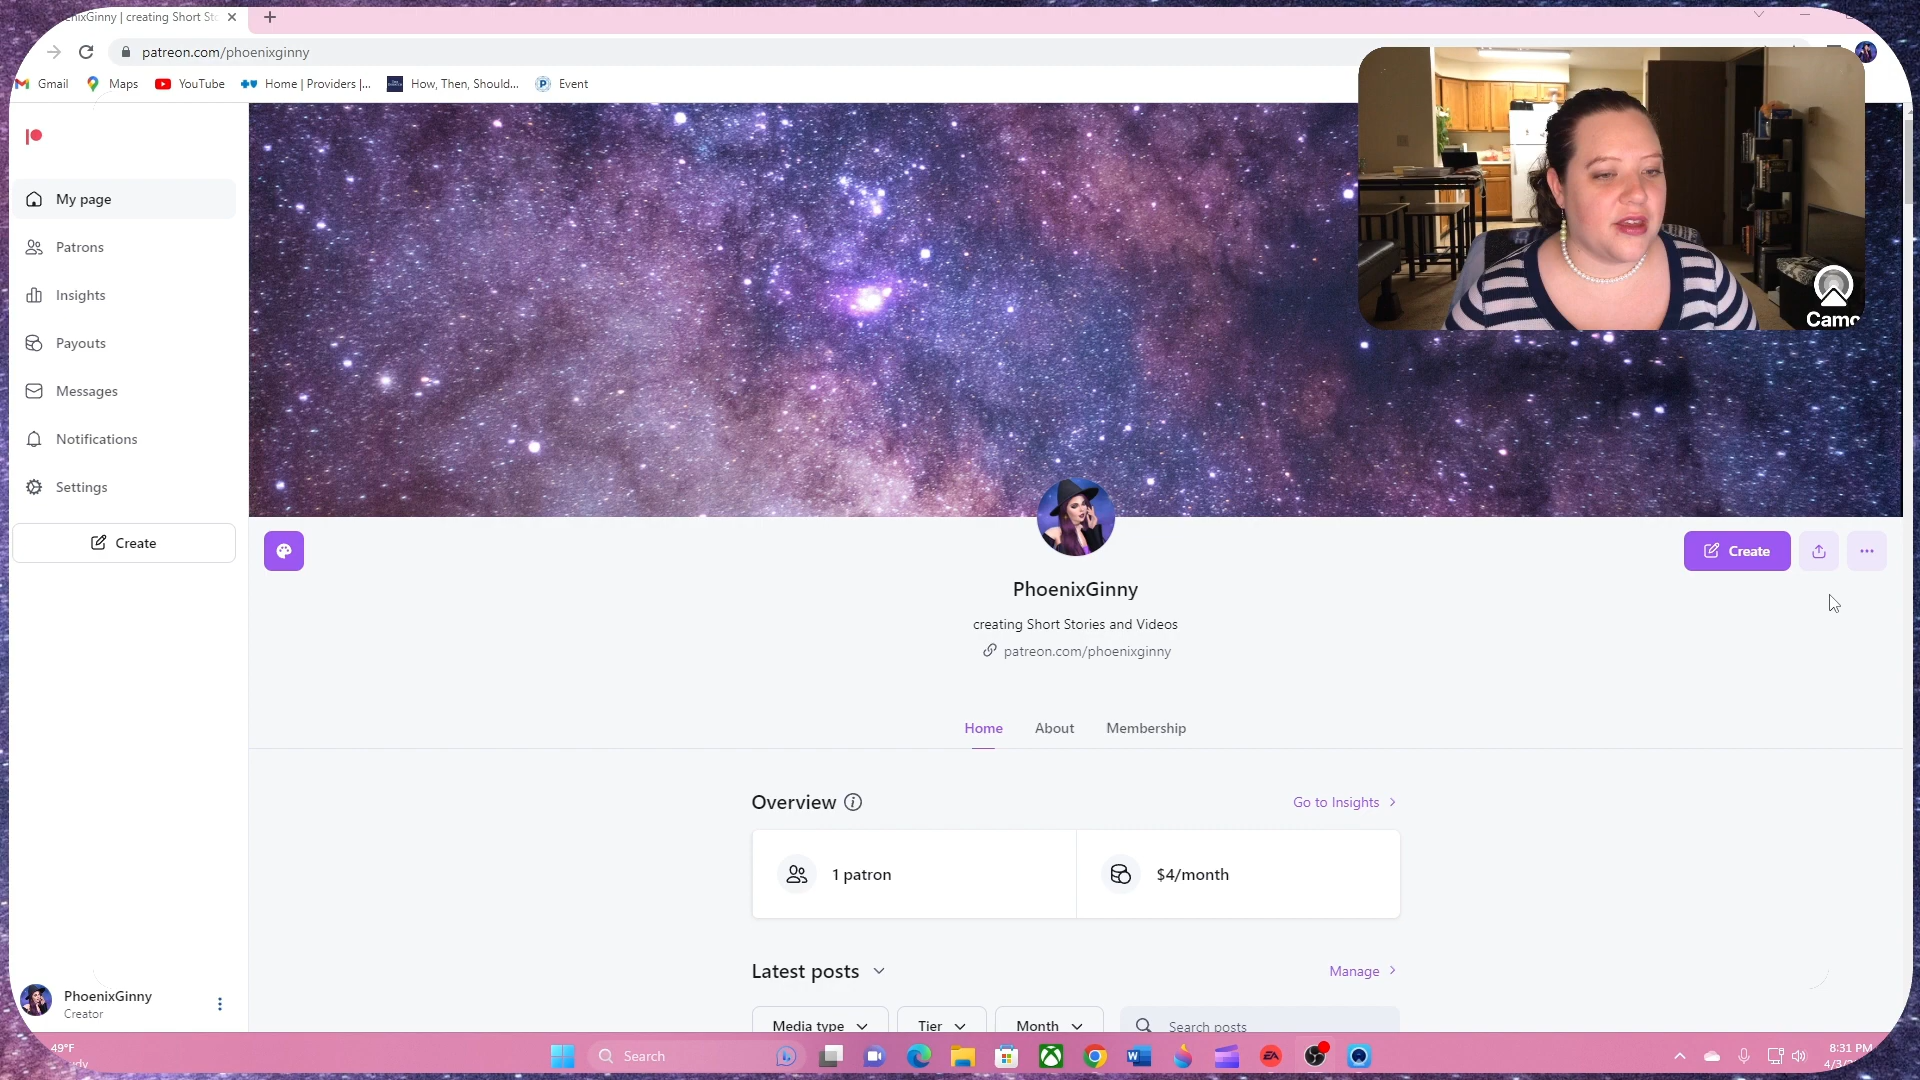 enixGinny | creating Short Sto
patreon.com/phoenixginny
Gmail
Maps
YouTube
Home | Providers |...
How, Then, Should...
Event
Camo
My page
Patrons
Insights
Payouts
Messages
Notifications
Settings
Create
Create
PhoenixGinny
creating Short Stories and Videos
patreon.com/phoenixginny
Home
About
Membership
Overview
Go to Insights
1 patron
$4/month
Latest posts
Manage
Media type
Tier
Month
Search posts
PhoenixGinny
Creator
49°F
Search
8:31 PM